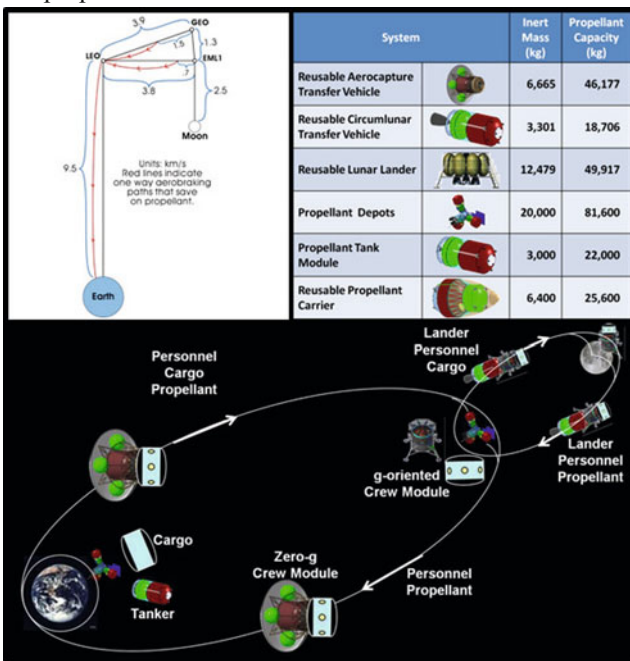 3.9
GEO
1.5
1.3
LEO
EML1
.7
3.8
2.5
Moon
9.5
Units: km/s
Red lines indicate
one way aerobraking
paths that save
on propellant.
Earth
System
Inert
Mass
(kg)
Propellant
Capacity
(kg)
Reusable Aerocapture
Transfer Vehicle
6,665
46,177
Reusable Circumlunar
Transfer Vehicle
3,301
18,706
Reusable Lunar Lander
12,479
49,917
Propellant Depots
20,000
81,600
Propellant Tank
Module
3,000
22,000
Reusable Propellant
Carrier
6,400
25,600
Personnel
Cargo
Propellant
Lander
Personnel
Cargo
Lander
Personnel
Propellant
g-oriented
Crew Module
Cargo
Tanker
Zero-g
Crew Module
Personnel
Propellant